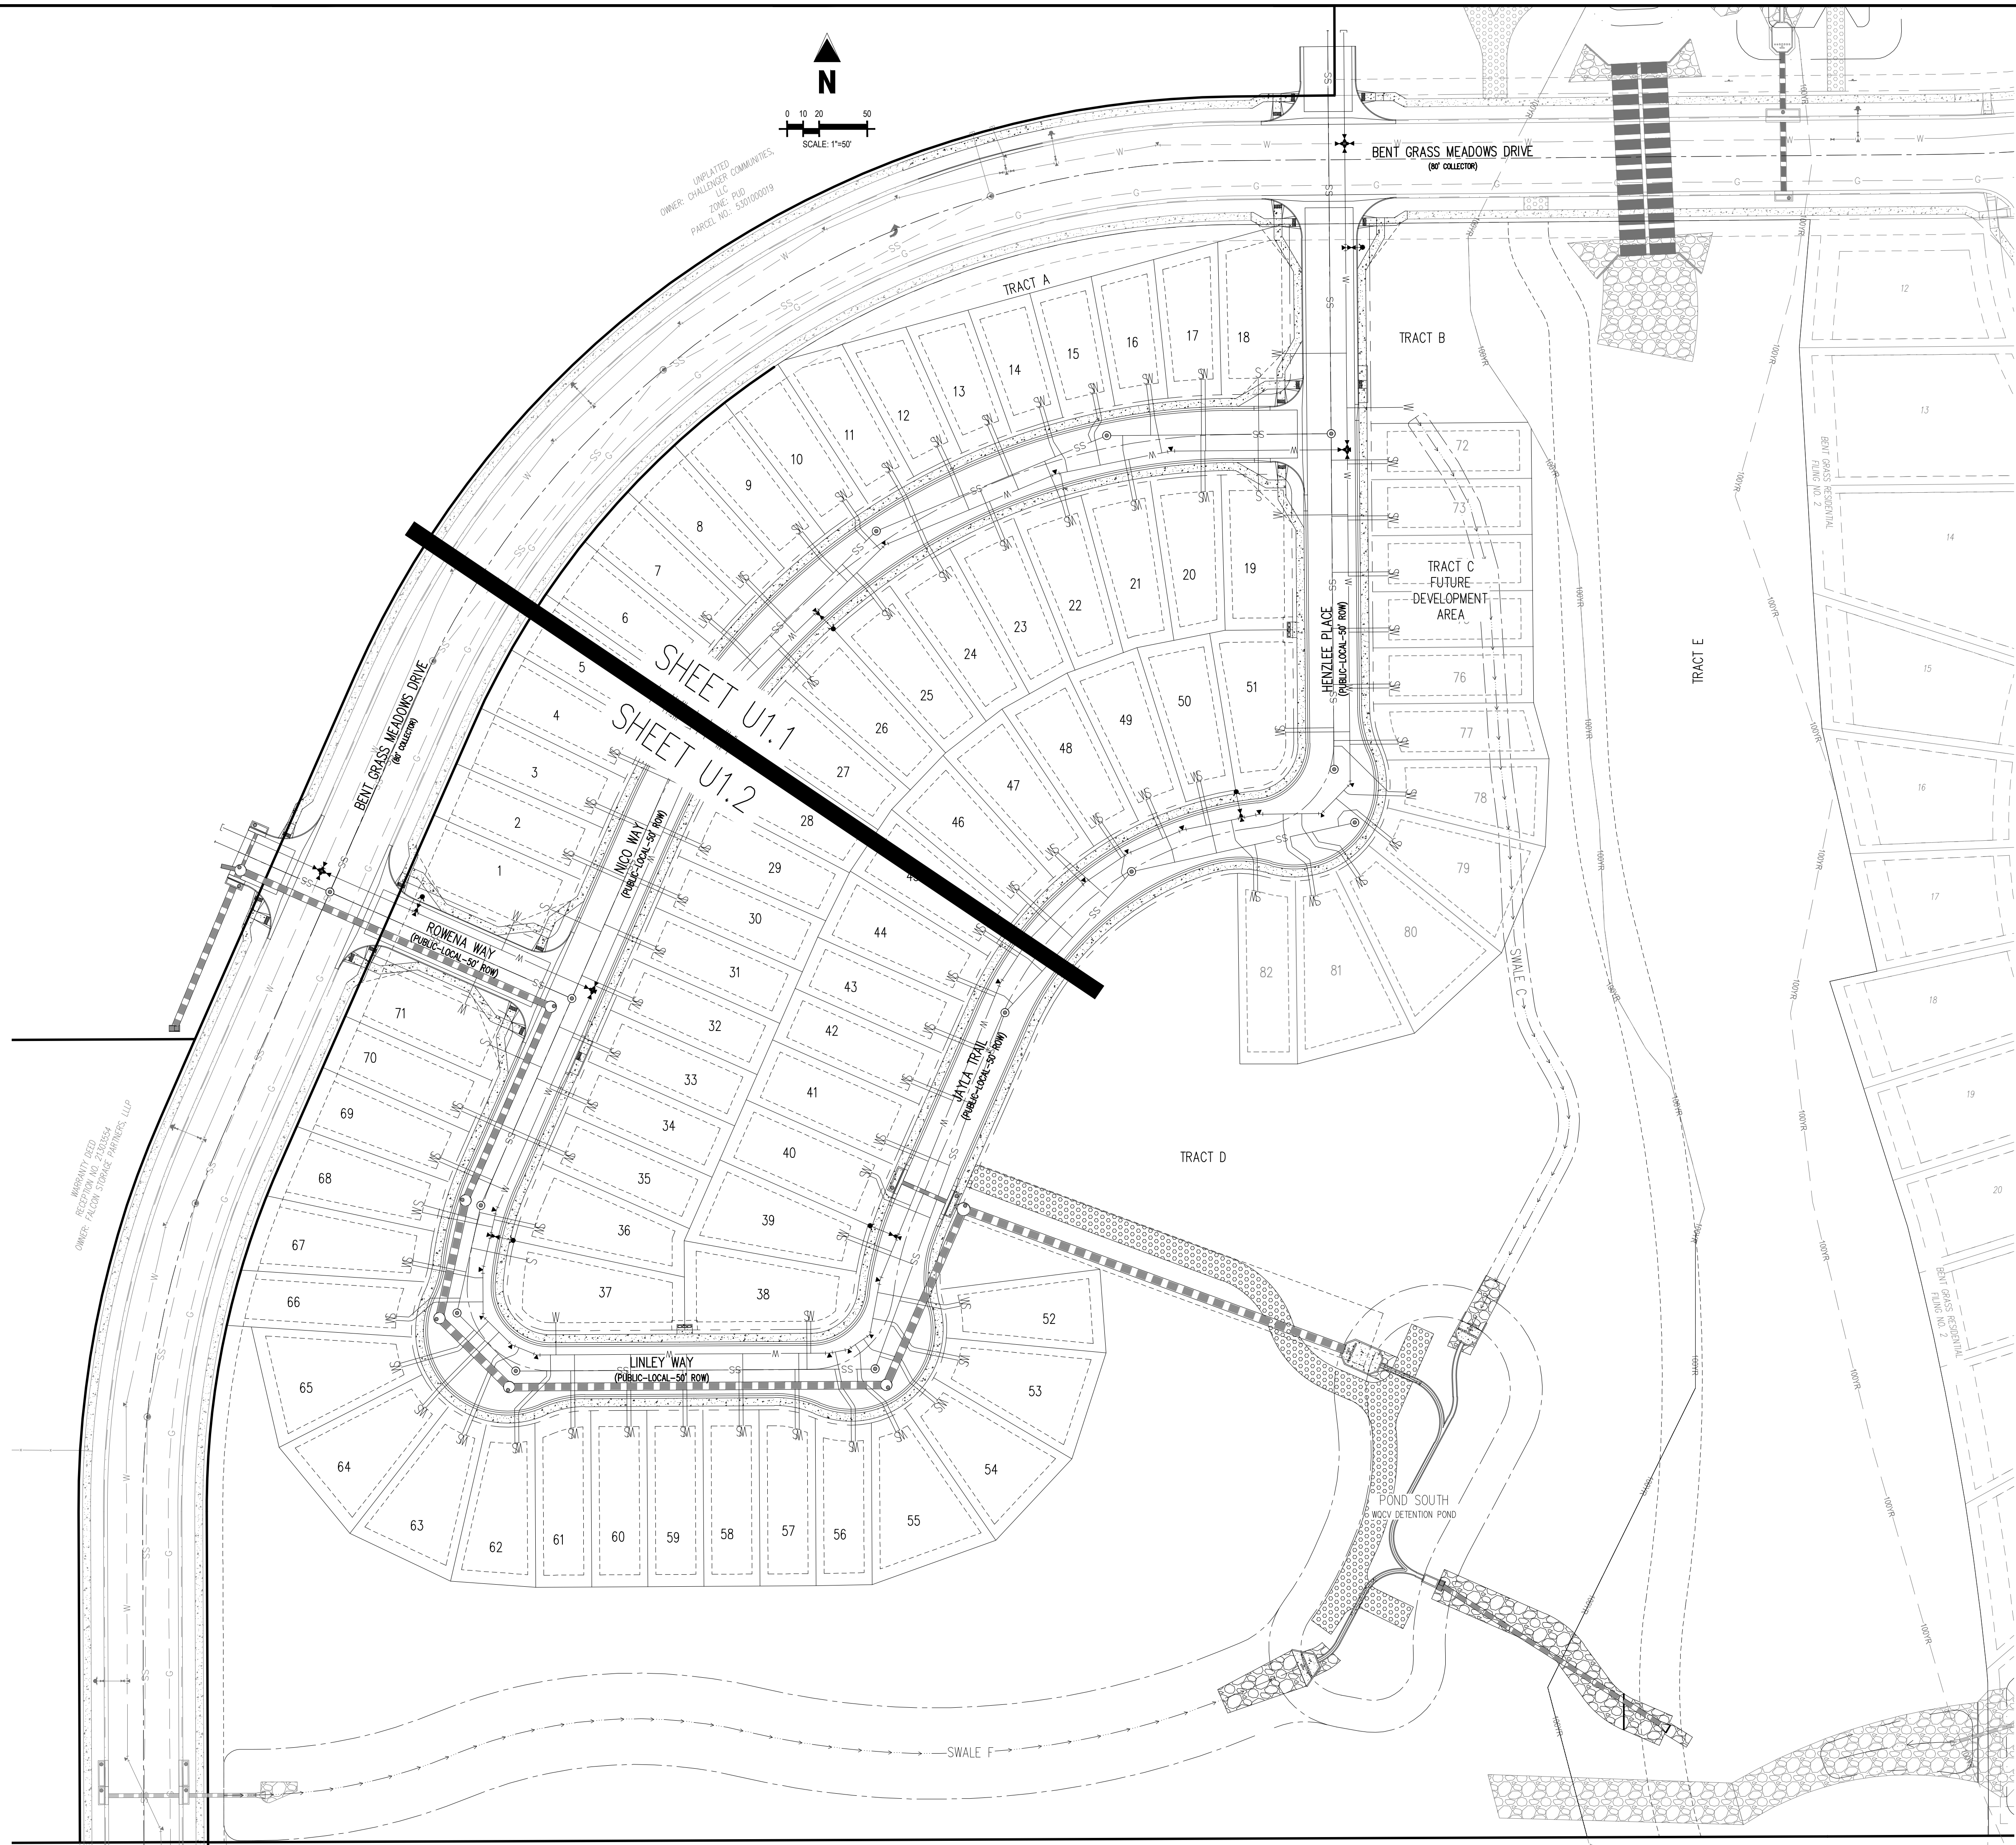 N
0 10 20 50
SCALE: 1"=50'
UNPLATTED
OWNER: CHALLENGER COMMUNITIES,
LLC
ZONE: PUD
PARCEL NO.: 5301000019
BENT GRASS MEADOWS DRIVE
(80' COLLECTOR)
TRACT A
TRACT B
18
17
16
15
14
13
12
11
10
9
8
7
6
5
4
3
2
1
19
20
21
22
23
24
25
26
27
28
29
30
31
32
33
34
35
36
37
38
39
40
41
42
43
44
46
47
48
49
50
51
SHEET U1.1
SHEET U1.2
HENZLEE PLACE
(PUBLIC-LOCAL-50' ROW)
72
73
TRACT C
FUTURE
DEVELOPMENT
AREA
76
77
78
79
80
81
82
SWALE C
TRACT E
12
13
BENT GRASS RESIDENTIAL
FILING NO. 2
14
15
16
17
18
19
20
BENT GRASS RESIDENTIAL
FILING NO. 2
BENT GRASS MEADOWS DRIVE
(80' COLLECTOR)
NICO WAY
(PUBLIC-LOCAL-50' ROW)
ROWENA WAY
(PUBLIC-LOCAL-50' ROW)
JAYLA TRAIL
(PUBLIC-LOCAL-50' ROW)
WARRANTY DEED
RECEPTION NO. 213031554
OWNER: FALCON STORAGE PARTNERS, LLLP
71
70
69
68
67
66
65
64
63
62
61
60
59
58
57
56
55
54
53
52
LINLEY WAY
(PUBLIC-LOCAL-50' ROW)
TRACT D
POND SOUTH
WQCV DETENTION POND
SWALE F
100YR
SS
W
G